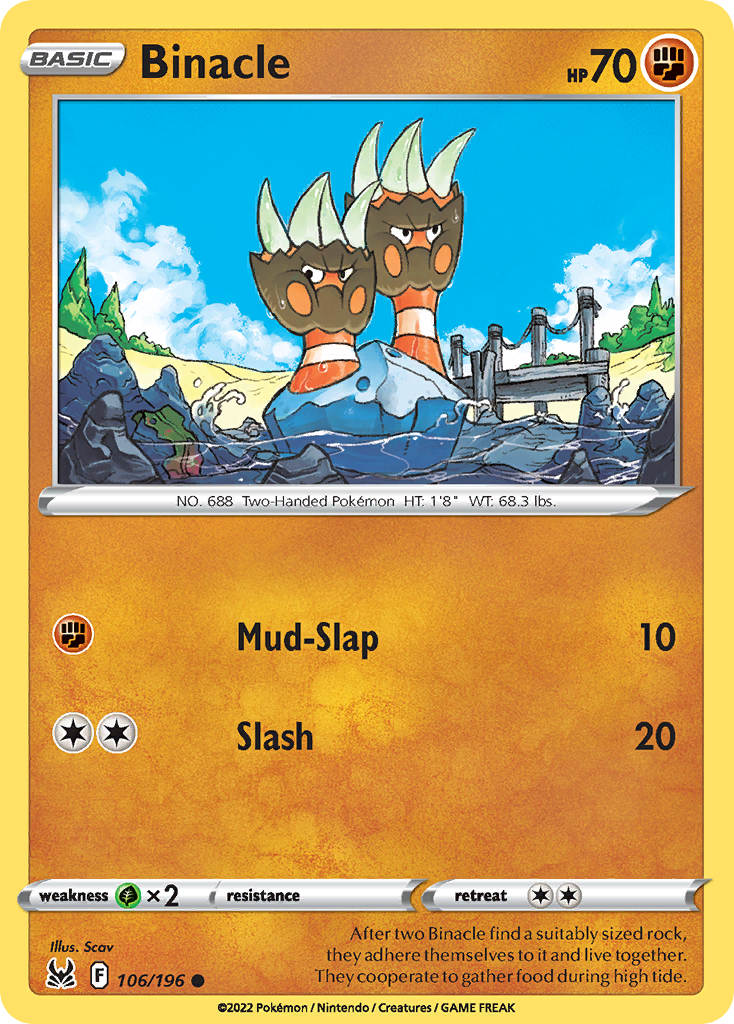 BASIC Binacle HP 70
NO. 688 Two-Handed Pokémon HT: 1'8" WT: 68.3 lbs.
Mud-Slap 10
Slash 20
weakness ×2 resistance retreat
Illus. Scav
After two Binacle find a suitably sized rock,
they adhere themselves to it and live together.
They cooperate to gather food during high tide.
F 106/196
©2022 Pokémon / Nintendo / Creatures / GAME FREAK